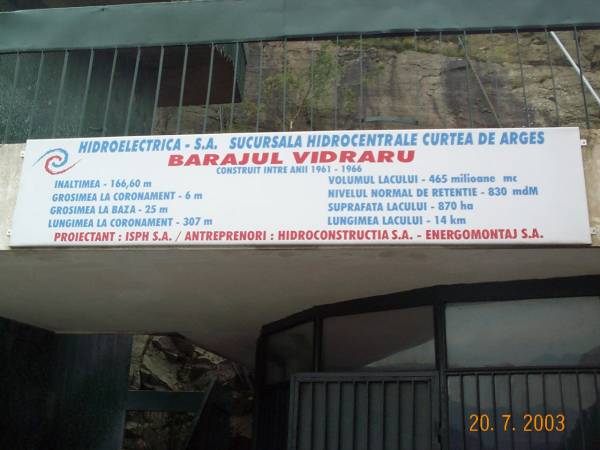 HIDROELECTRICA - S.A. SUCURSALA HIDROCENTRALE CURTEA DE ARGES
BARAJUL VIDRARU
CONSTRUIT INTRE ANII 1961 - 1966
INALTIMEA - 166,60 m
GROSIMEA LA CORONAMENT - 6 m
GROSIMEA LA BAZA - 25 m
LUNGIMEA LA CORONAMENT - 307 m
VOLUMUL LACULUI - 465 milioane mc
NIVELUL NORMAL DE RETENTIE - 830 mdM
SUPRAFATA LACULUI - 870 ha
LUNGIMEA LACULUI - 14 km
PROIECTANT : ISPH S.A. / ANTREPRENORI : HIDROCONSTRUCTIA S.A. - ENERGOMONTAJ S.A.
20. 7. 2003